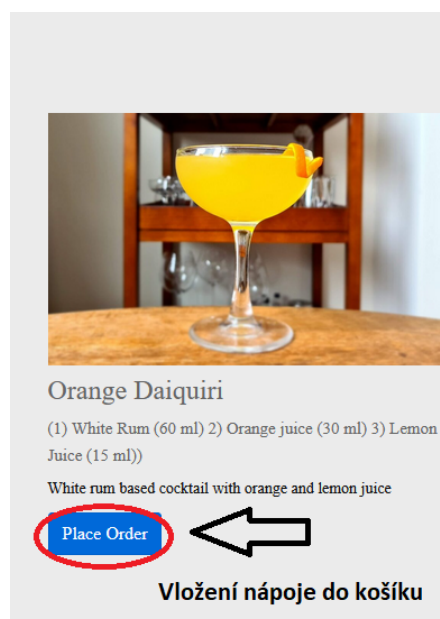 Orange Daiquiri
(1) White Rum (60 ml) 2) Orange juice (30 ml) 3) Lemon
Juice (15 ml))
White rum based cocktail with orange and lemon juice
Place Order
Vložení nápoje do košíku